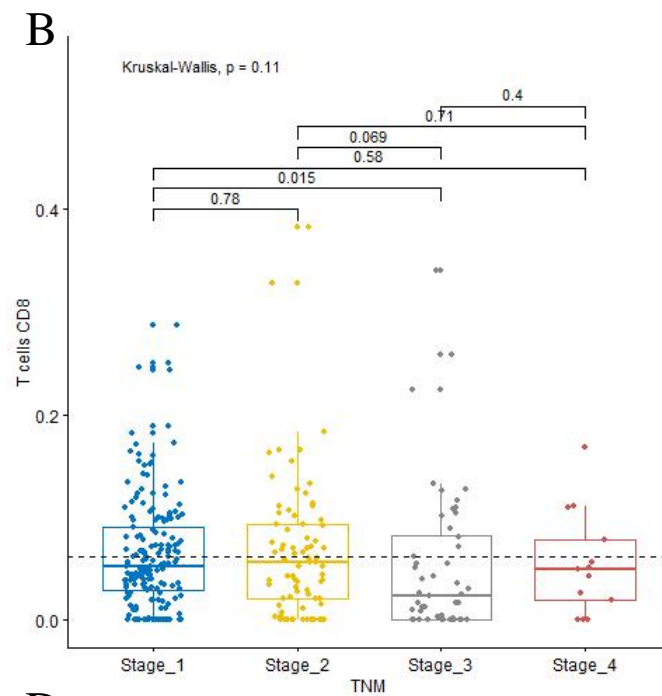 B
Kruskal-Wallis, p = 0.11
0.4
0.71
0.069
0.58
0.015
0.78
0.4
0.2
0.0
T cells CD8
Stage_1 Stage_2 Stage_3 Stage_4
TNM